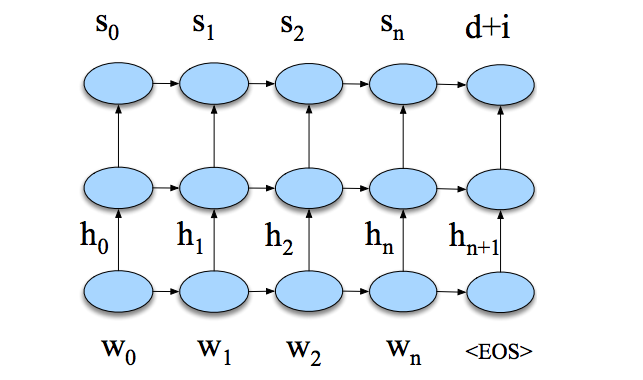 s₀ s₁ s₂ sₙ d+i
h₀ h₁ h₂ hₙ hₙ₊₁
w₀ w₁ w₂ wₙ <EOS>